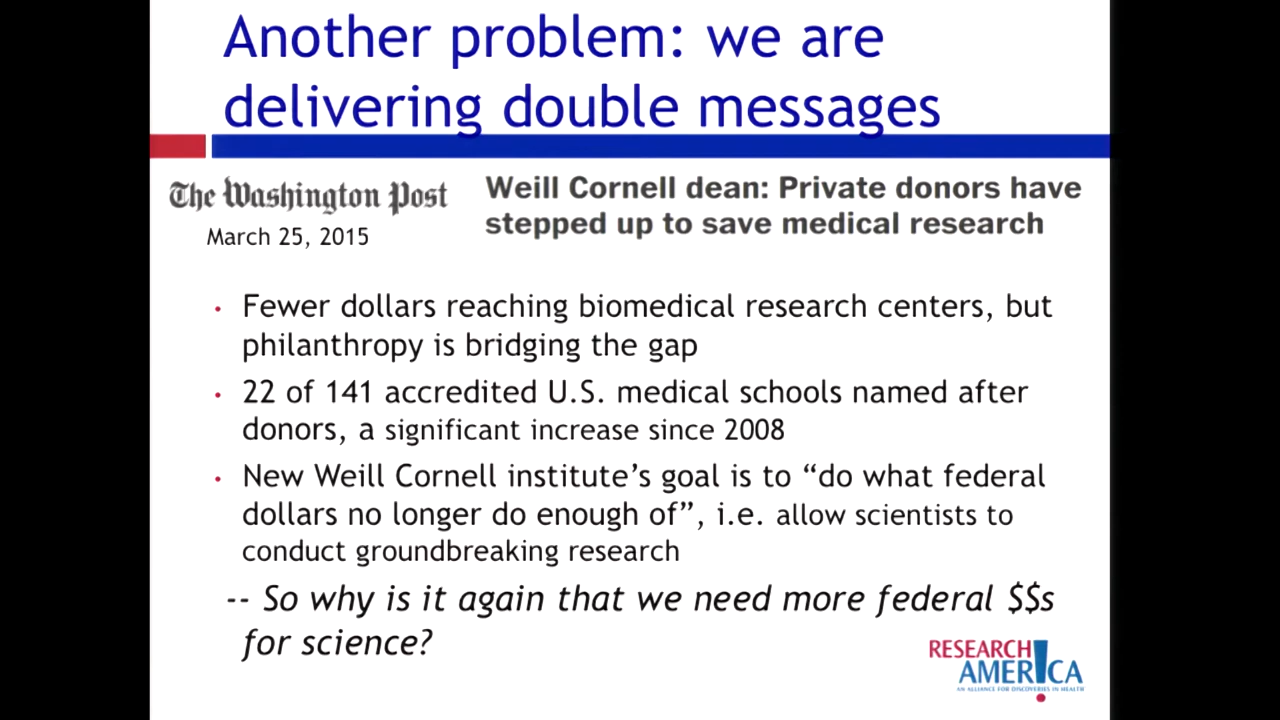 Another problem: we are
delivering double messages
The Washington Post
March 25, 2015
Weill Cornell dean: Private donors have
stepped up to save medical research
• Fewer dollars reaching biomedical research centers, but
philanthropy is bridging the gap
• 22 of 141 accredited U.S. medical schools named after
donors, a significant increase since 2008
• New Weill Cornell institute’s goal is to “do what federal
dollars no longer do enough of”, i.e. allow scientists to
conduct groundbreaking research
-- So why is it again that we need more federal $$s
for science?
RESEARCH
AMERICA
AN ALLIANCE FOR DISCOVERIES IN HEALTH